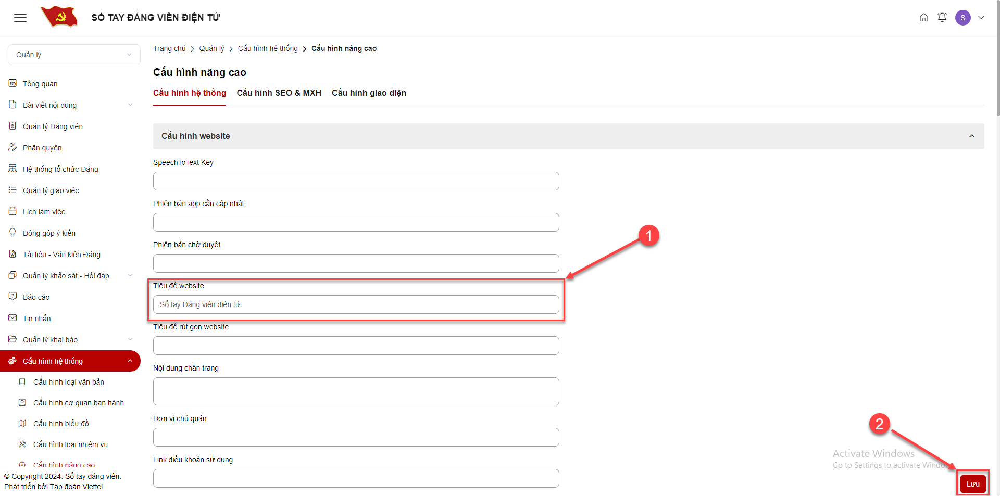 SỔ TAY ĐẢNG VIÊN ĐIỆN TỬ
S
Quản lý
Tổng quan
Bài viết nội dung
Quản lý Đảng viên
Phân quyền
Hệ thống tổ chức Đảng
Quản lý giao việc
Lịch làm việc
Đóng góp ý kiến
Tài liệu - Văn kiện Đảng
Quản lý khảo sát - Hỏi đáp
Báo cáo
Tin nhắn
Quản lý khai báo
Cấu hình hệ thống
Cấu hình loại văn bản
Cấu hình cơ quan ban hành
Cấu hình biểu đồ
Cấu hình loại nhiệm vụ
Cấu hình nâng cao
© Copyright 2024. Sổ tay đảng viên.
Phát triển bởi Tập đoàn Viettel
Trang chủ > Quản lý > Cấu hình hệ thống > Cấu hình nâng cao
Cấu hình nâng cao
Cấu hình hệ thống Cấu hình SEO & MXH Cấu hình giao diện
Cấu hình website
SpeechToText Key
Phiên bản app cần cập nhật
Phiên bản chờ duyệt
1
Tiêu đề website
Sổ tay Đảng viên điện tử
Tiêu đề rút gọn website
Nội dung chân trang
Đơn vị chủ quản
2
Link điều khoản sử dụng
Activate Windows
Go to Settings to activate Windows
Lưu